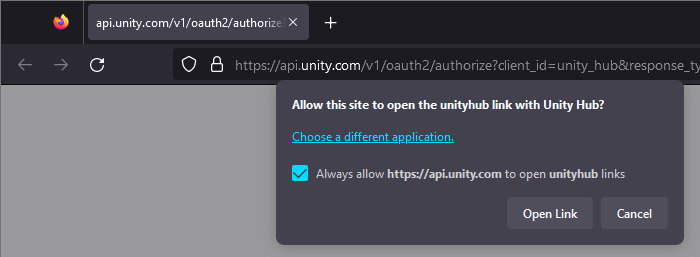 api.unity.com/v1/oauth2/authorize?
https://api.unity.com/v1/oauth2/authorize?client_id=unity_hub&response_ty
Allow this site to open the unityhub link with Unity Hub?
Choose a different application.
Always allow https://api.unity.com to open unityhub links
Open Link
Cancel